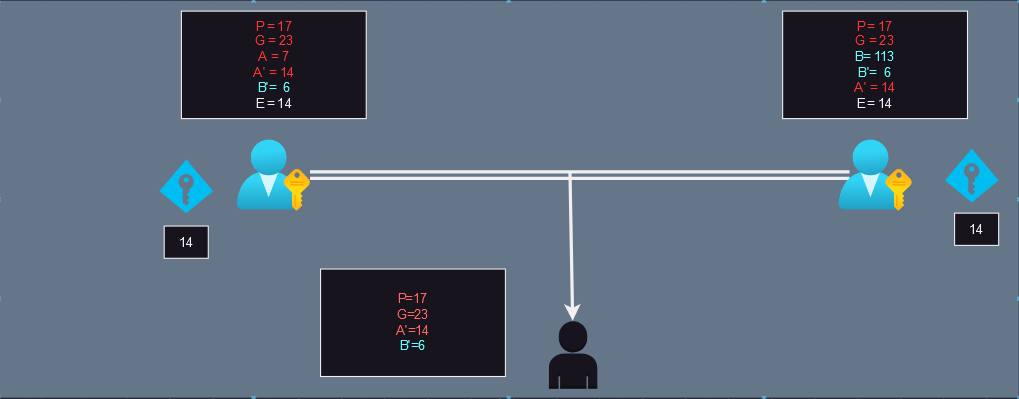 P = 17
G = 23
A = 7
A' = 14
B'= 6
E = 14
P = 17
G = 23
B= 113
B'= 6
A' = 14
E = 14
14
14
P=17
G=23
A'=14
B'=6